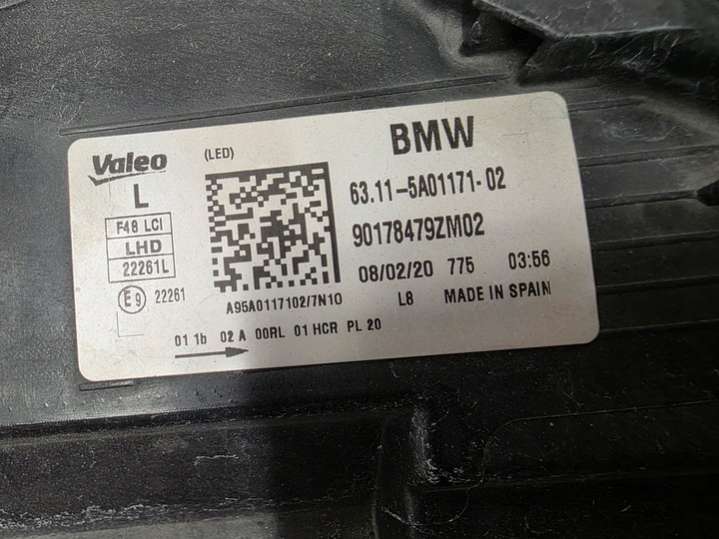 Valeo
(LED)
BMW
L
63.11-5A01171-02
F48 LCI
LHD
22261L
90178479ZM02
08/02/20 775 03:56
E9 22261
A95A0117102/7N10
L8 MADE IN SPAIN
01 1b 02 A 00RL 01 HCR PL 20